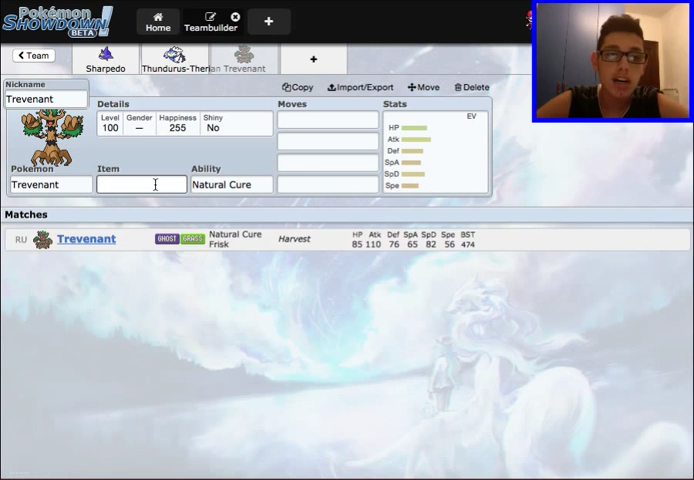 Pokémon
SHOWDOWN!
BETA!
Home
Teambuilder
+
< Team
Sharpedo
Thundurus-Ther
an Trevenant
+
Nickname
Trevenant
Copy
Import/Export
Move
Delete
Details
Moves
Stats
Level
Gender
Happiness
Shiny
100
—
255
No
EV
HP
Atk
Def
SpA
SpD
Spe
Pokémon
Item
Ability
Trevenant
Natural Cure
Matches
RU
Trevenant
GHOST
GRASS
Natural Cure
Frisk
Harvest
HP Atk Def SpA SpD Spe BST
85 110 76 65 82 56 474